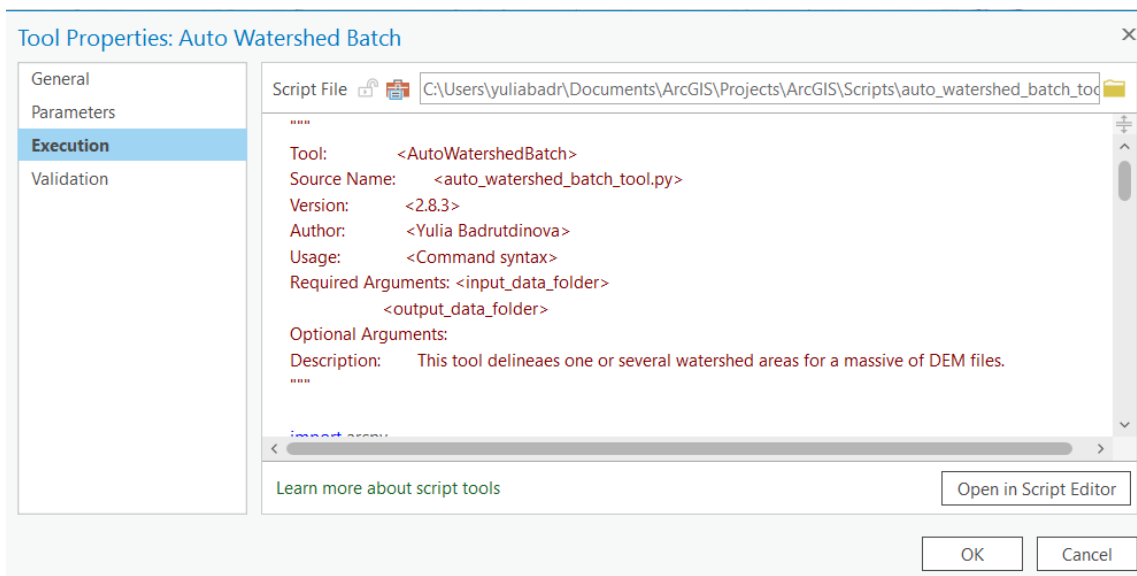 Tool Properties: Auto Watershed Batch
General
Parameters
Execution
Validation
Script File C:\Users\yuliabadr\Documents\ArcGIS\Projects\ArcGIS\Scripts\auto_watershed_batch_too
"""
Tool: <AutoWatershedBatch>
Source Name: <auto_watershed_batch_tool.py>
Version: <2.8.3>
Author: <Yulia Badrutdinova>
Usage: <Command syntax>
Required Arguments: <input_data_folder>
<output_data_folder>
Optional Arguments:
Description: This tool delineaes one or several watershed areas for a massive of DEM files.
"""
import arcpy
Learn more about script tools
Open in Script Editor
OK
Cancel